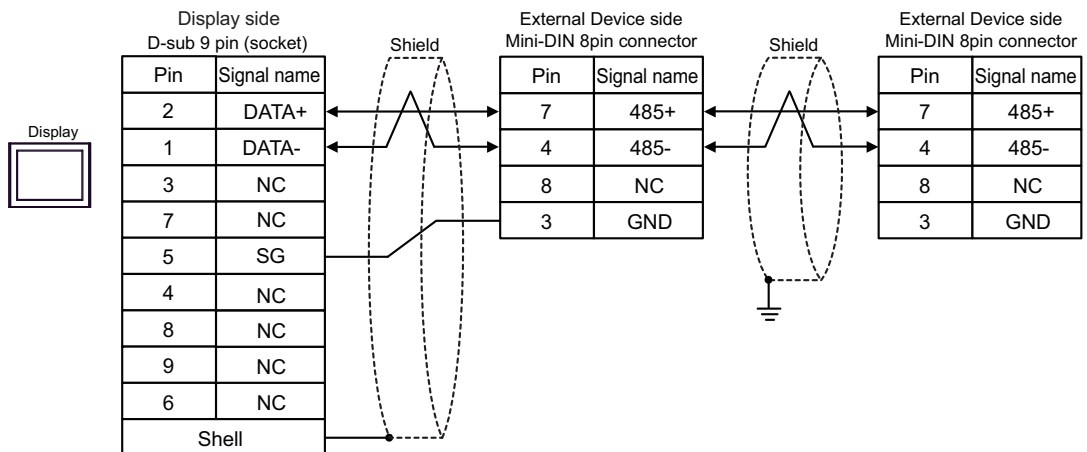 Display side
D-sub 9 pin (socket)
Shield
External Device side
Mini-DIN 8pin connector
Shield
External Device side
Mini-DIN 8pin connector
Display
Pin Signal name
2 DATA+
1 DATA-
3 NC
7 NC
5 SG
4 NC
8 NC
9 NC
6 NC
Shell
Pin Signal name
7 485+
4 485-
8 NC
3 GND
Pin Signal name
7 485+
4 485-
8 NC
3 GND